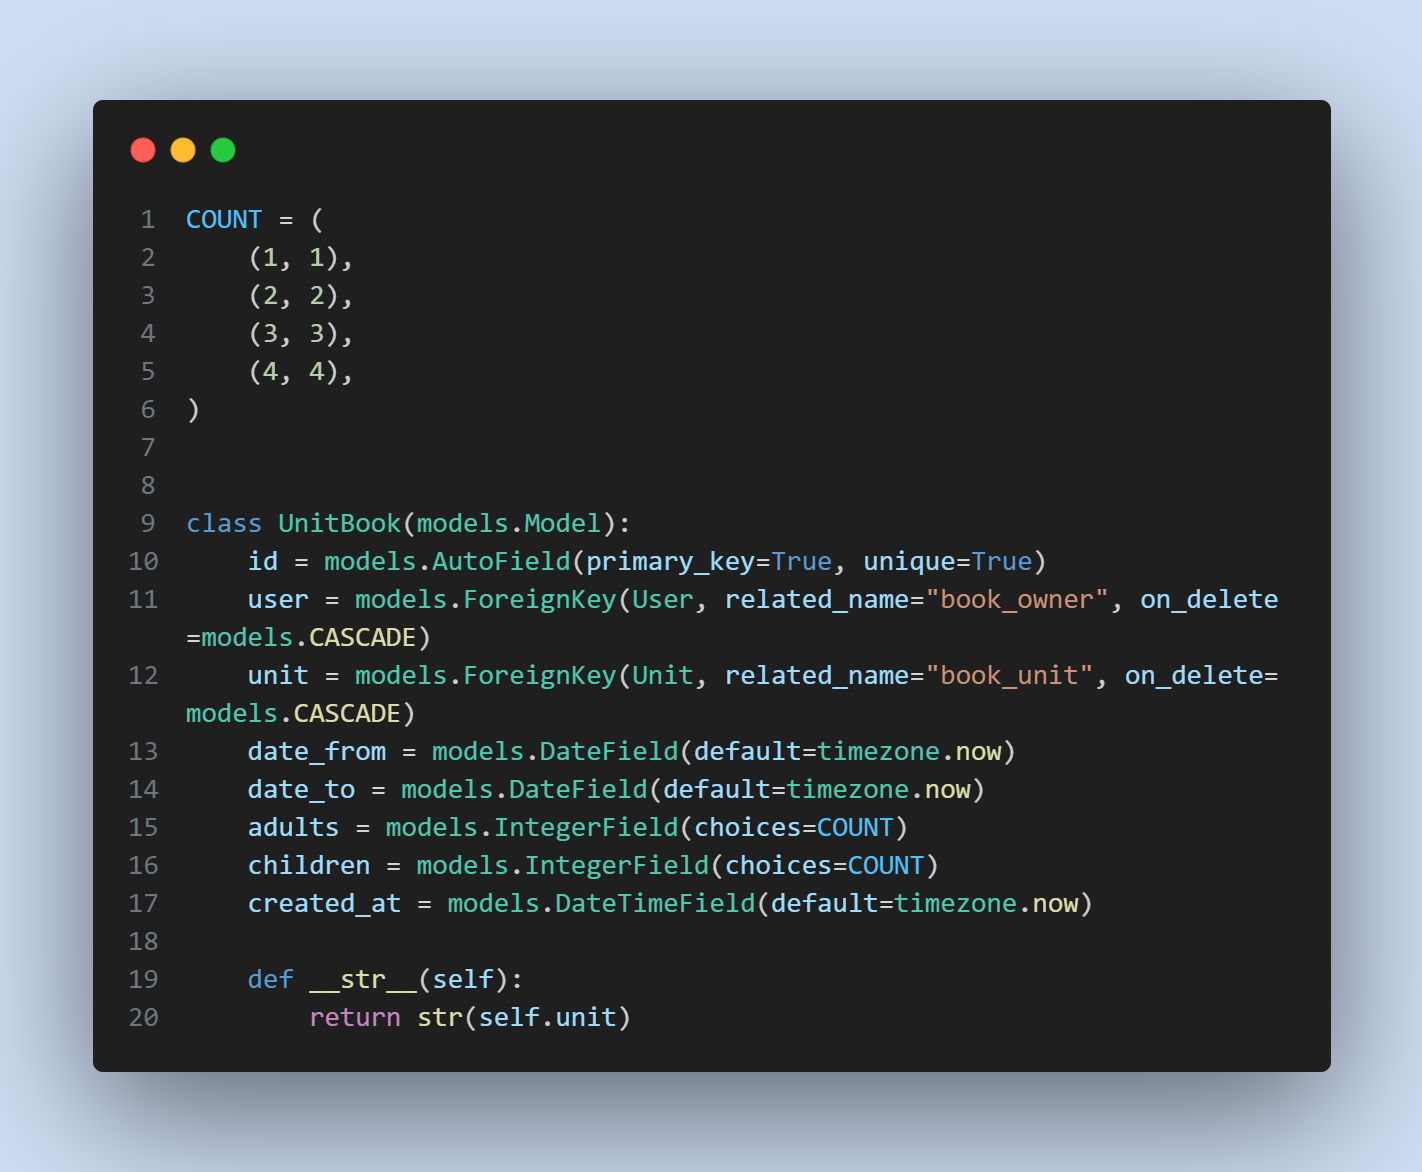 1 COUNT = (
2     (1, 1),
3     (2, 2),
4     (3, 3),
5     (4, 4),
6 )
7
8
9 class UnitBook(models.Model):
10     id = models.AutoField(primary_key=True, unique=True)
11     user = models.ForeignKey(User, related_name="book_owner", on_delete
=models.CASCADE)
12     unit = models.ForeignKey(Unit, related_name="book_unit", on_delete=
models.CASCADE)
13     date_from = models.DateField(default=timezone.now)
14     date_to = models.DateField(default=timezone.now)
15     adults = models.IntegerField(choices=COUNT)
16     children = models.IntegerField(choices=COUNT)
17     created_at = models.DateTimeField(default=timezone.now)
18
19     def __str__(self):
20         return str(self.unit)